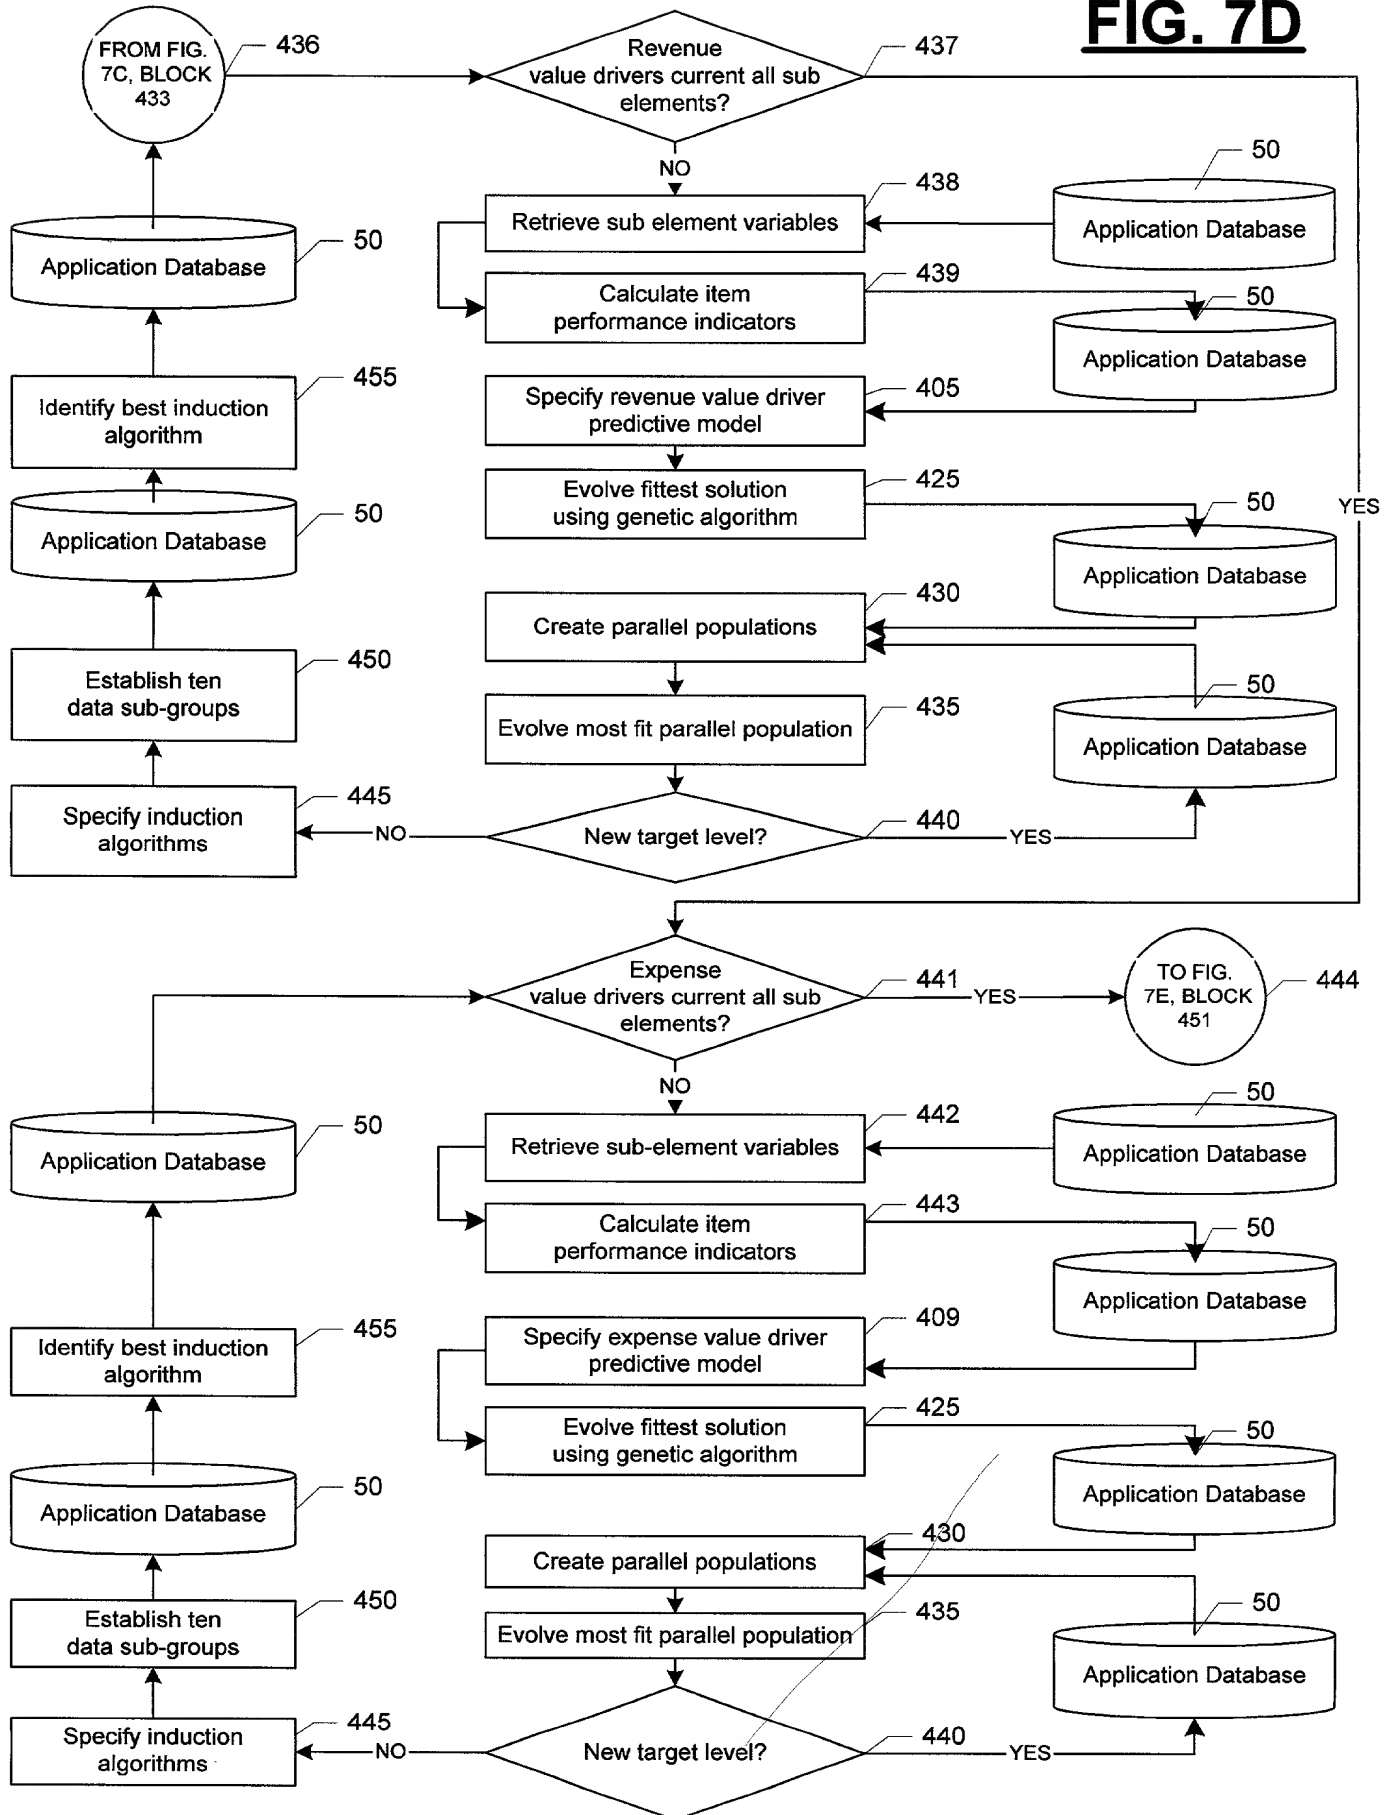 FIG. 7D
FROM FIG.
7C, BLOCK
433
436
Revenue
value drivers current all sub
elements?
437
NO
YES
Retrieve sub element variables
438
50
Application Database
Calculate item
performance indicators
439
50
Application Database
Specify revenue value driver
predictive model
405
Evolve fittest solution
using genetic algorithm
425
50
Application Database
Create parallel populations
430
Evolve most fit parallel population
435
50
Application Database
New target level?
440
YES
NO
Specify induction
algorithms
445
Establish ten
data sub-groups
450
Application Database
50
Identify best induction
algorithm
455
Application Database
50
Expense
value drivers current all sub
elements?
441
YES
TO FIG.
7E, BLOCK
451
444
NO
Retrieve sub-element variables
442
50
Application Database
Calculate item
performance indicators
443
50
Application Database
Specify expense value driver
predictive model
409
Evolve fittest solution
using genetic algorithm
425
50
Application Database
Create parallel populations
430
Evolve most fit parallel population
435
50
Application Database
New target level?
440
YES
NO
Specify induction
algorithms
445
Establish ten
data sub-groups
450
Application Database
50
Identify best induction
algorithm
455
Application Database
50